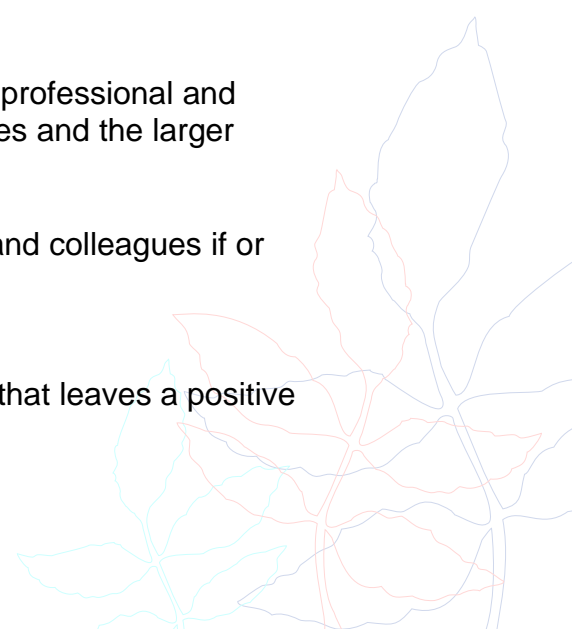 professional and
es and the larger
and colleagues if or
that leaves a positive